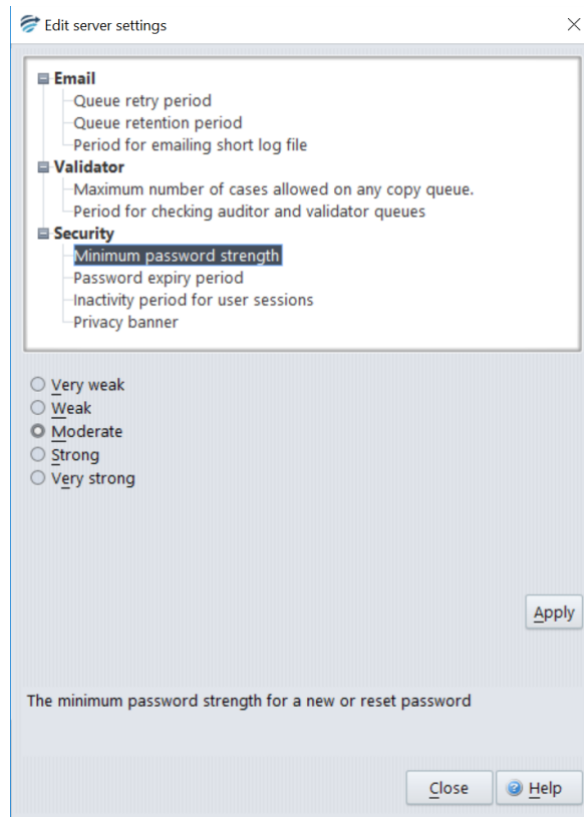 Edit server settings
Email
Queue retry period
Queue retention period
Period for emailing short log file
Validator
Maximum number of cases allowed on any copy queue.
Period for checking auditor and validator queues
Security
Minimum password strength
Password expiry period
Inactivity period for user sessions
Privacy banner
Very weak
Weak
Moderate
Strong
Very strong
Apply
The minimum password strength for a new or reset password
Close Help